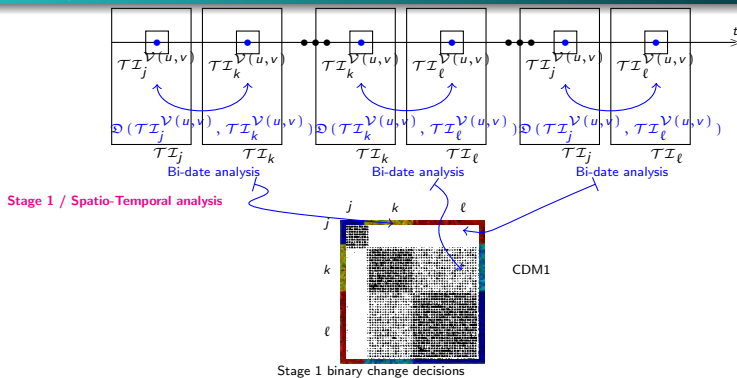 t
𝒯ℐ_j^𝒱(u,v) 𝒯ℐ_k^𝒱(u,v) 𝒯ℐ_k^𝒱(u,v) 𝒯ℐ_ℓ^𝒱(u,v) 𝒯ℐ_j^𝒱(u,v) 𝒯ℐ_ℓ^𝒱(u,v)
𝔇(𝒯ℐ_j^𝒱(u,v), 𝒯ℐ_k^𝒱(u,v)) 𝔇(𝒯ℐ_k^𝒱(u,v), 𝒯ℐ_ℓ^𝒱(u,v)) 𝔇(𝒯ℐ_j^𝒱(u,v), 𝒯ℐ_ℓ^𝒱(u,v))
𝒯ℐ_j 𝒯ℐ_k 𝒯ℐ_k 𝒯ℐ_ℓ 𝒯ℐ_j 𝒯ℐ_ℓ
Bi-date analysis Bi-date analysis Bi-date analysis
Stage 1 / Spatio-Temporal analysis
j k ℓ
j
k CDM1
ℓ
Stage 1 binary change decisions